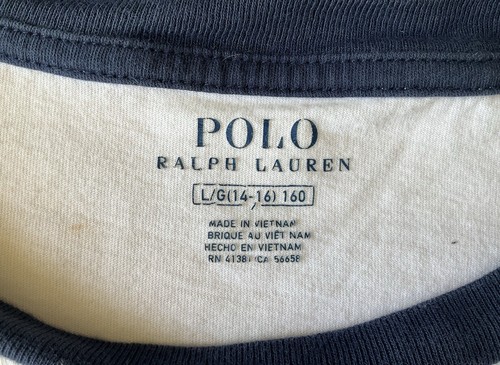 POLO
RALPH LAUREN
L/G(14-16) 160
MADE IN VIETNAM
BRIQUE AU VIET NAM
HECHO EN VIETNAM
RN 41381 CA 56658